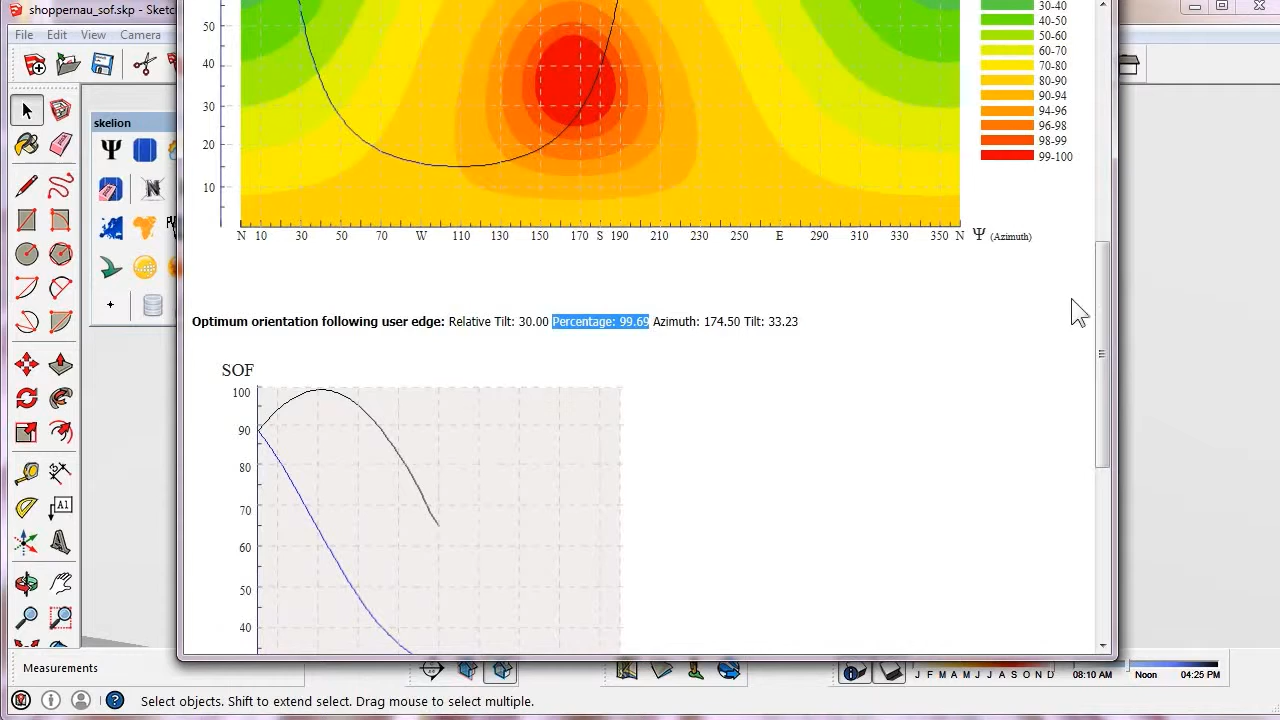 shoppernau_sof.skp - Sketc
File Edit View Camera
skelion
50
40
30
20
10
N 10 30 50 70 W 110 130 150 170 S 190 210 230 250 E 290 310 330 350 N Ψ (Azimuth)
30-40
40-50
50-60
60-70
70-80
80-90
90-94
94-96
96-98
98-99
99-100
Optimum orientation following user edge: Relative Tilt: 30.00 Percentage: 99.69 Azimuth: 174.50 Tilt: 33.23
SOF
100
90
80
70
60
50
40
Measurements
J F M A M J J A S O N D 08:10 AM Noon 04:25 PM
Select objects. Shift to extend select. Drag mouse to select multiple.